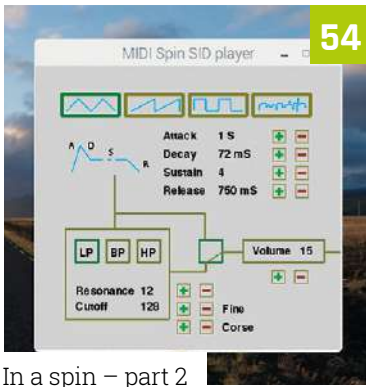 54
MIDI Spin SID player
A D S R
Attack 1 S
Decay 72 mS
Sustain 4
Release 750 mS
LP BP HP
Volume 15
Resonance 12
Cutoff 128
Fine
Corse
In a spin – part 2